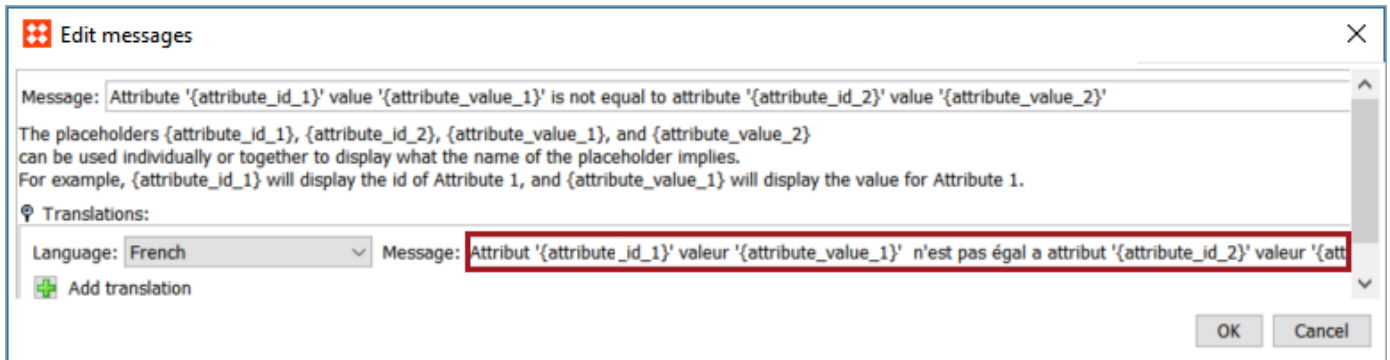 Edit messages
Message: Attribute '{attribute_id_1}' value '{attribute_value_1}' is not equal to attribute '{attribute_id_2}' value '{attribute_value_2}'
The placeholders {attribute_id_1}, {attribute_id_2}, {attribute_value_1}, and {attribute_value_2}
can be used individually or together to display what the name of the placeholder implies.
For example, {attribute_id_1} will display the id of Attribute 1, and {attribute_value_1} will display the value for Attribute 1.
Translations:
Language: French Message: Attribut '{attribute_id_1}' valeur '{attribute_value_1}'  n'est pas égal a attribut '{attribute_id_2}' valeur '{att
Add translation
OK Cancel